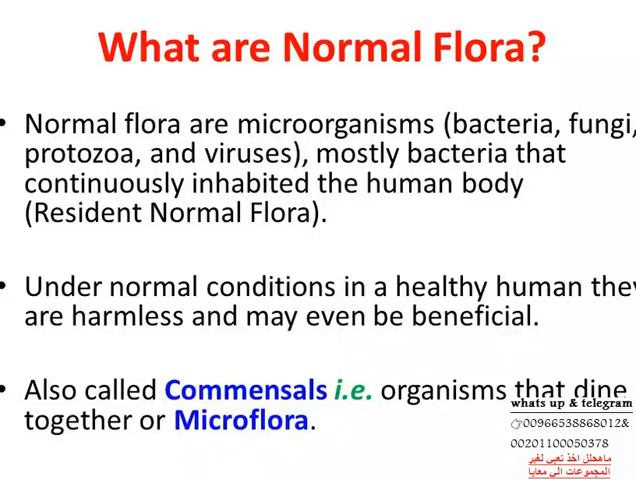 What are Normal Flora?
• Normal flora are microorganisms (bacteria, fungi,
protozoa, and viruses), mostly bacteria that
continuously inhabited the human body
(Resident Normal Flora).
• Under normal conditions in a healthy human they
are harmless and may even be beneficial.
• Also called Commensals i.e. organisms that dine
together or Microflora.
whats up & telegram
☞00966538868012&
00201100050378
ماهحلل اخذ تعبي لغير
المجموعات الي معايا